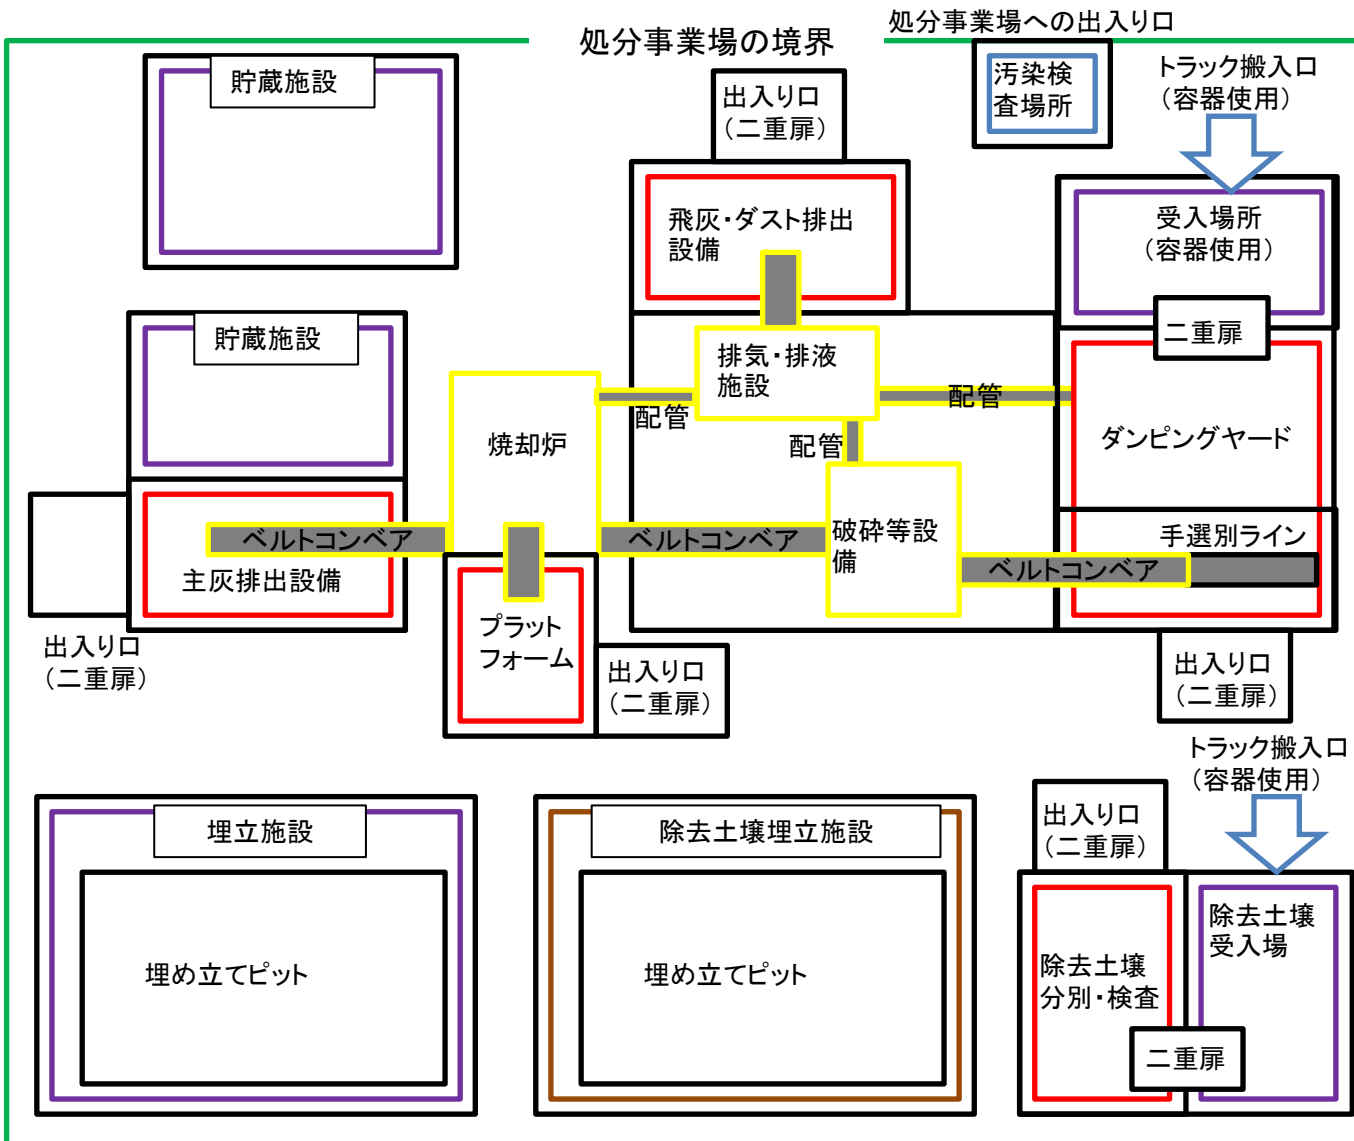 処分事業場への出入り口
処分事業場の境界
貯蔵施設
出入り口
（二重扉）
汚染検
査場所
トラック搬入口
（容器使用）
飛灰・ダスト排出
設備
受入場所
（容器使用）
二重扉
貯蔵施設
排気・排液
施設
配管
配管
配管
焼却炉
ダンピングヤード
ベルトコンベア
主灰排出設備
ベルトコンベア
破砕等設
備
手選別ライン
ベルトコンベア
出入り口
（二重扉）
プラット
フォーム
出入り口
（二重扉）
出入り口
（二重扉）
トラック搬入口
（容器使用）
埋立施設
埋め立てピット
除去土壌埋立施設
埋め立てピット
出入り口
（二重扉）
除去土壌
分別・検査
除去土壌
受入場
二重扉